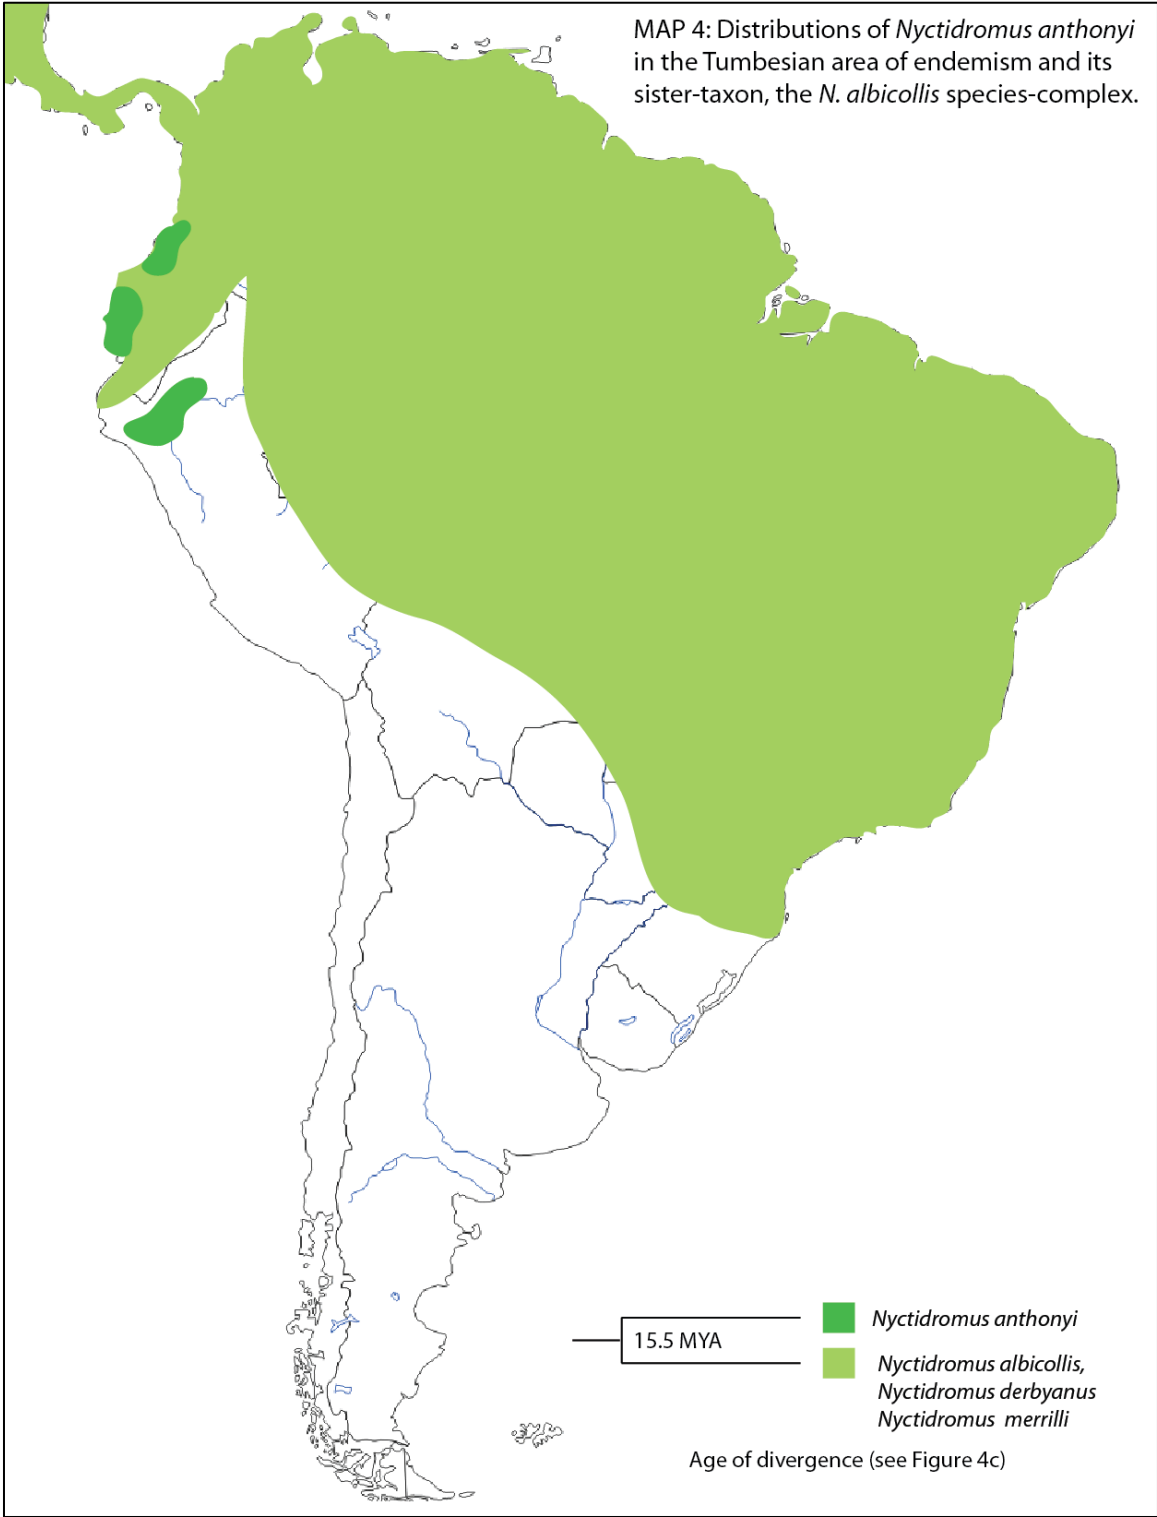 MAP 4: Distributions of Nyctidromus anthonyi
in the Tumbesian area of endemism and its
sister-taxon, the N. albicollis species-complex.
15.5 MYA
Nyctidromus anthonyi
Nyctidromus albicollis,
Nyctidromus derbyanus
Nyctidromus merrilli
Age of divergence (see Figure 4c)